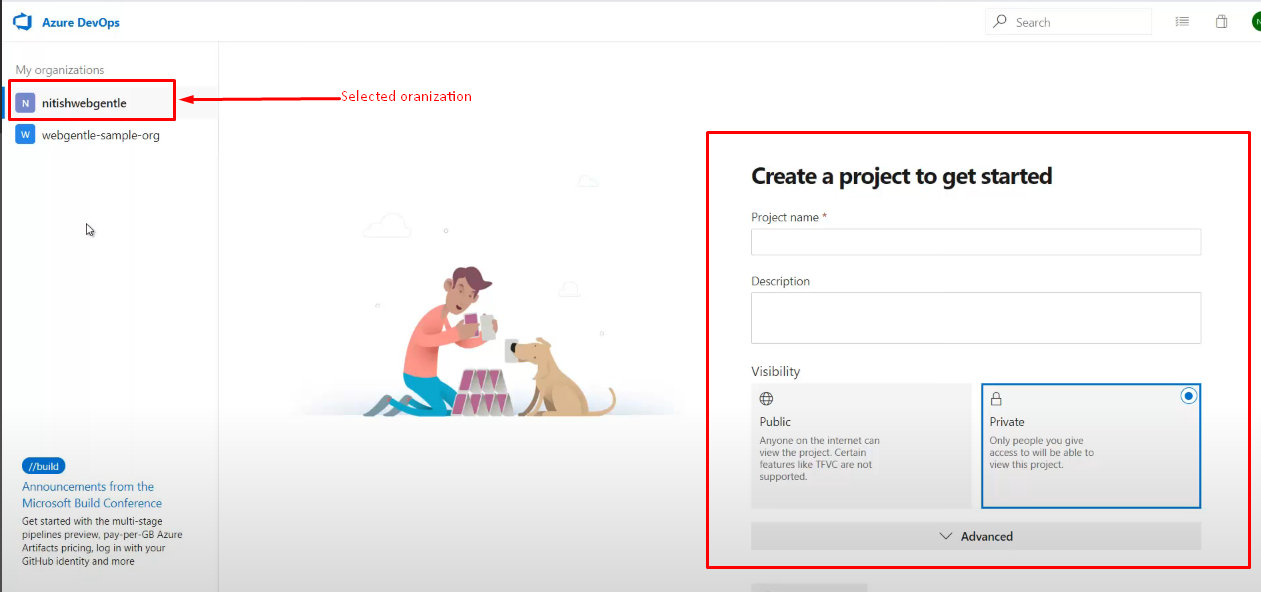 Azure DevOps
Search
My organizations
N nitishwebgentle
Selected oranization
W webgentle-sample-org
Create a project to get started
Project name *
Description
Visibility
Public
Anyone on the internet can
view the project. Certain
features like TFVC are not
supported.
Private
Only people you give
access to will be able to
view this project.
Advanced
//build
Announcements from the
Microsoft Build Conference
Get started with the multi-stage
pipelines preview, pay-per-GB Azure
Artifacts pricing, log in with your
GitHub identity and more